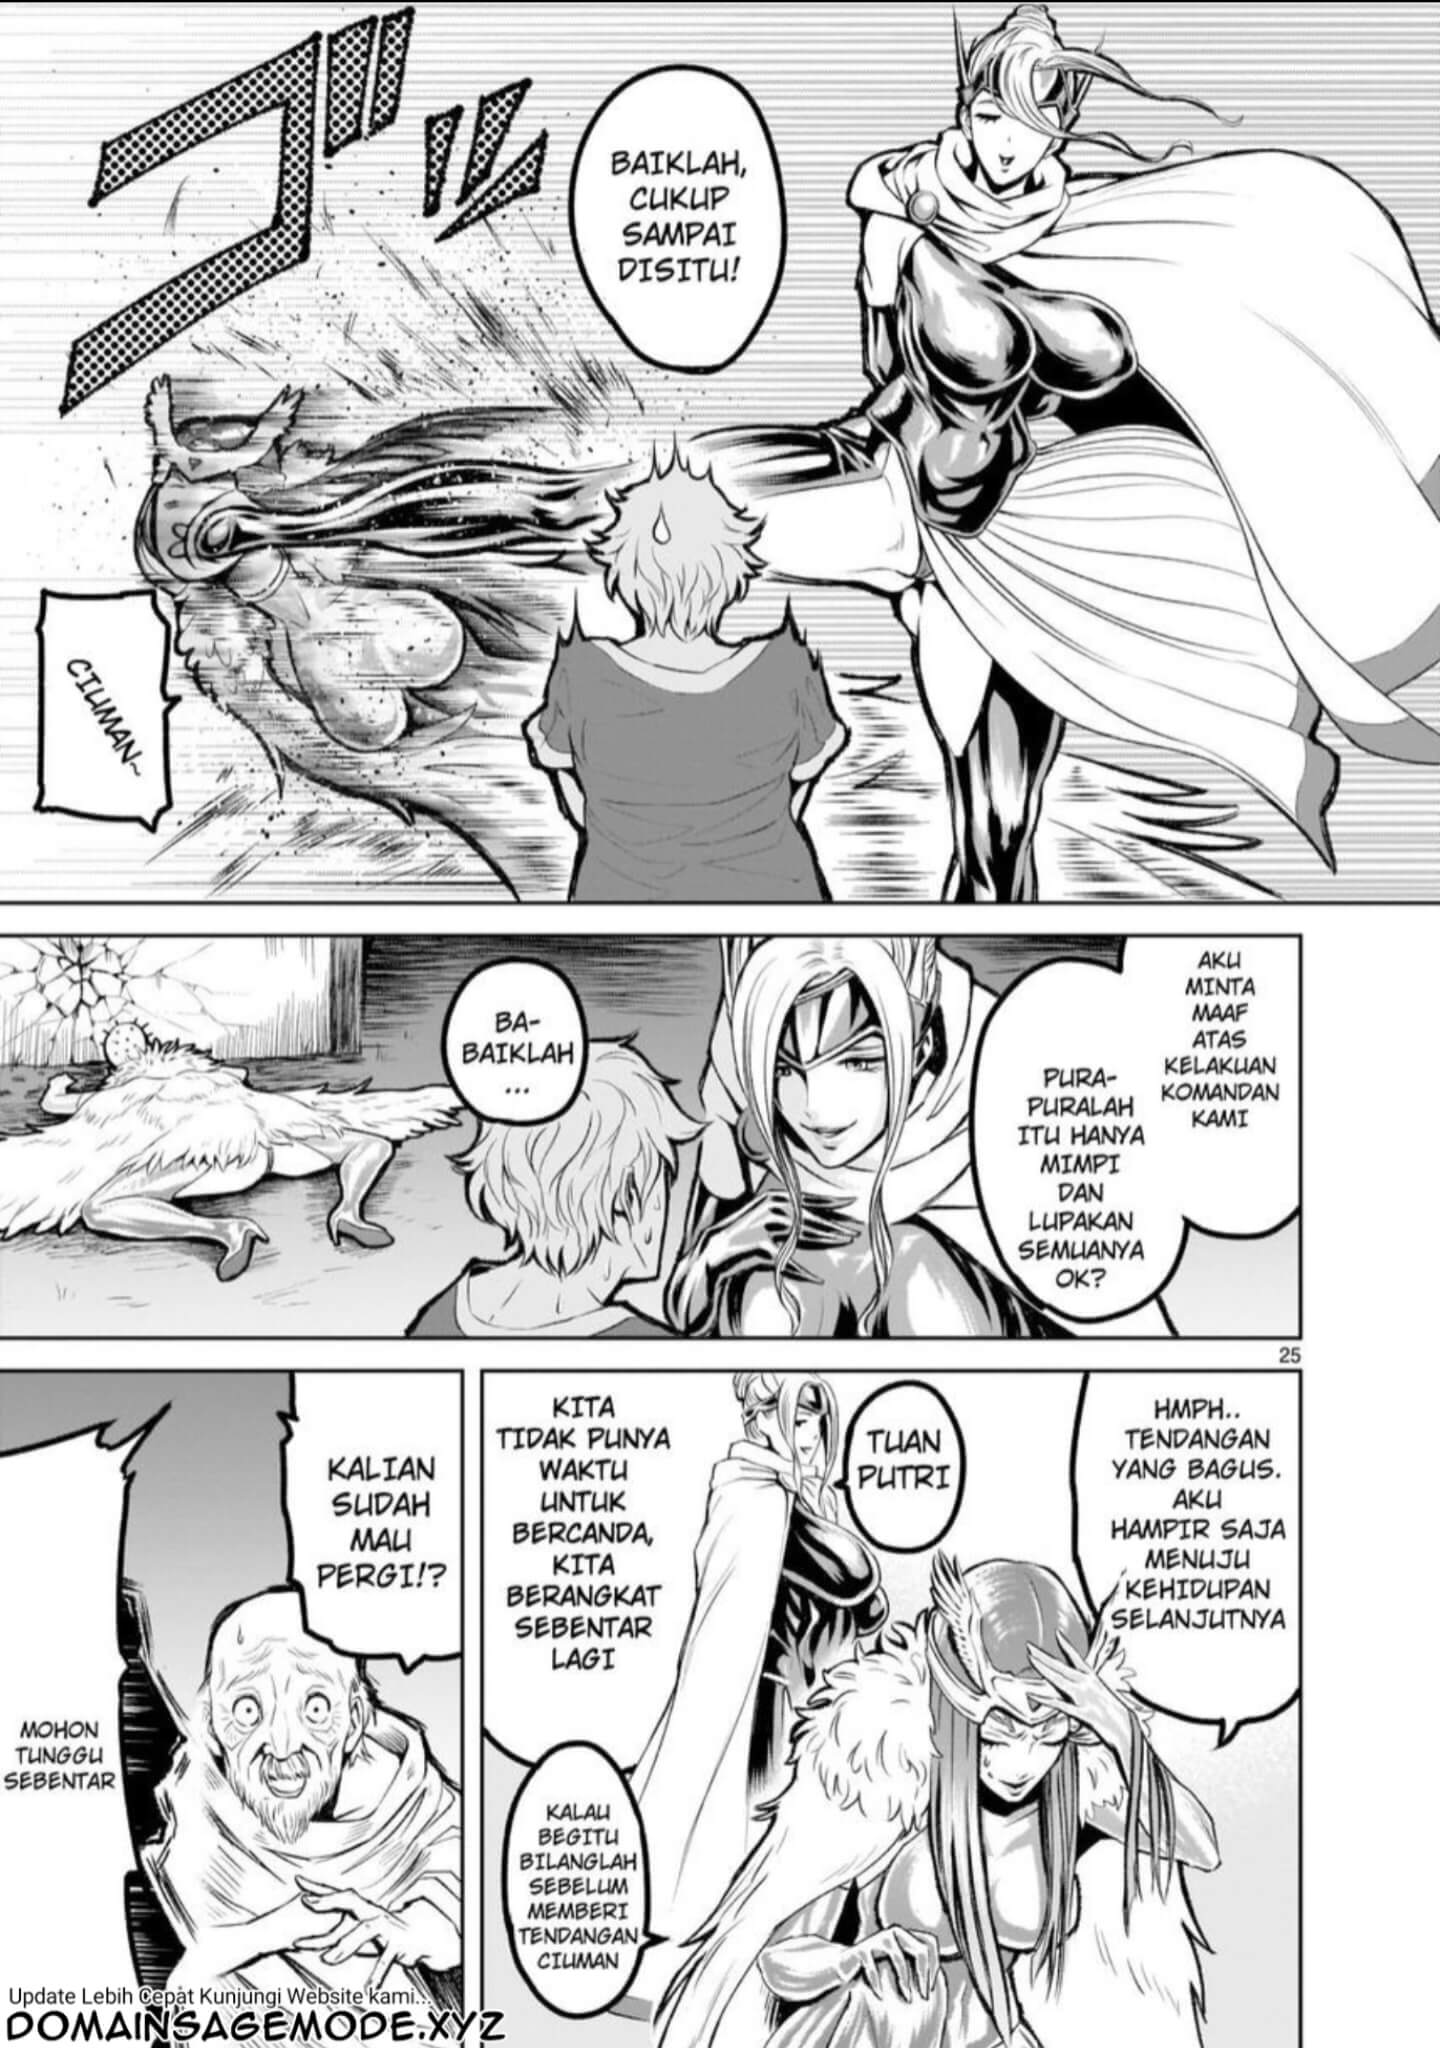 ゴッ
BAIKLAH,
CUKUP
SAMPAI
DISITU!
CIUMAN~
AKU
MINTA
MAAF
ATAS
KELAKUAN
KOMANDAN
KAMI
PURA-
PURALAH
ITU HANYA
MIMPI
DAN
LUPAKAN
SEMUANYA
OK?
BA-
BAIKLAH
...
25
HMPH..
TENDANGAN
YANG BAGUS.
AKU
HAMPIR SAJA
MENUJU
KEHIDUPAN
SELANJUTNYA
TUAN
PUTRI
KITA
TIDAK PUNYA
WAKTU
UNTUK
BERCANDA,
KITA
BERANGKAT
SEBENTAR
LAGI
KALAU
BEGITU
BILANGLAH
SEBELUM
MEMBERI
TENDANGAN
CIUMAN
KALIAN
SUDAH
MAU
PERGI!?
MOHON
TUNGGU
SEBENTAR
Update Lebih Cepat Kunjungi Website kami...
DOMAINSAGEMODE.XYZ